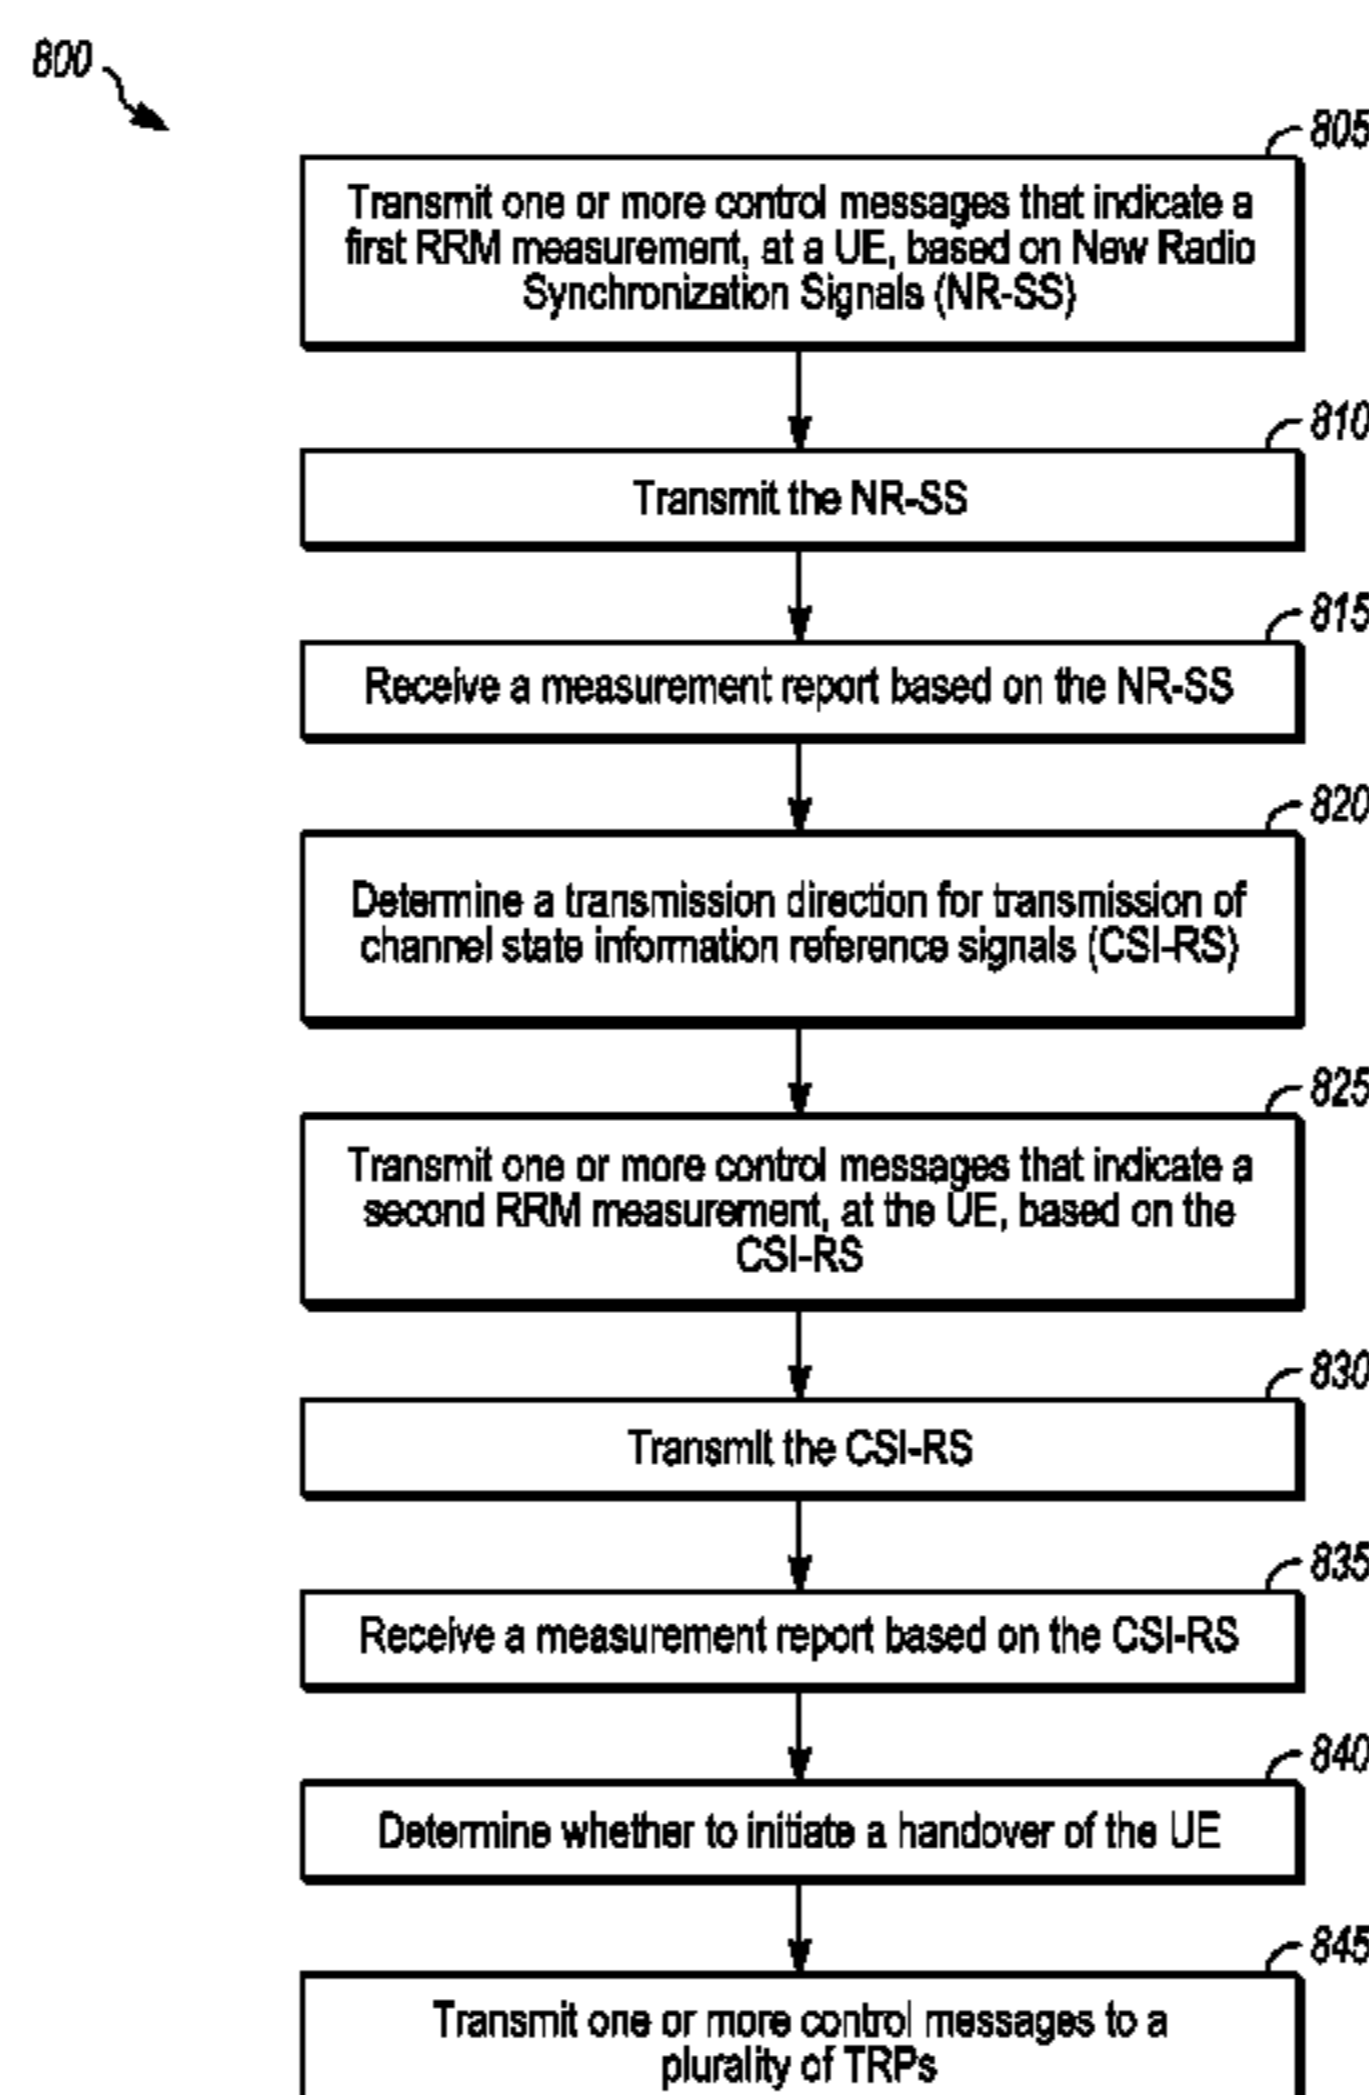 800
805
Transmit one or more control messages that indicate a
first RRM measurement, at a UE, based on New Radio
Synchronization Signals (NR-SS)
810
Transmit the NR-SS
815
Receive a measurement report based on the NR-SS
820
Determine a transmission direction for transmission of
channel state information reference signals (CSI-RS)
825
Transmit one or more control messages that indicate a
second RRM measurement, at the UE, based on the
CSI-RS
830
Transmit the CSI-RS
835
Receive a measurement report based on the CSI-RS
840
Determine whether to initiate a handover of the UE
845
Transmit one or more control messages to a
plurality of TRPs